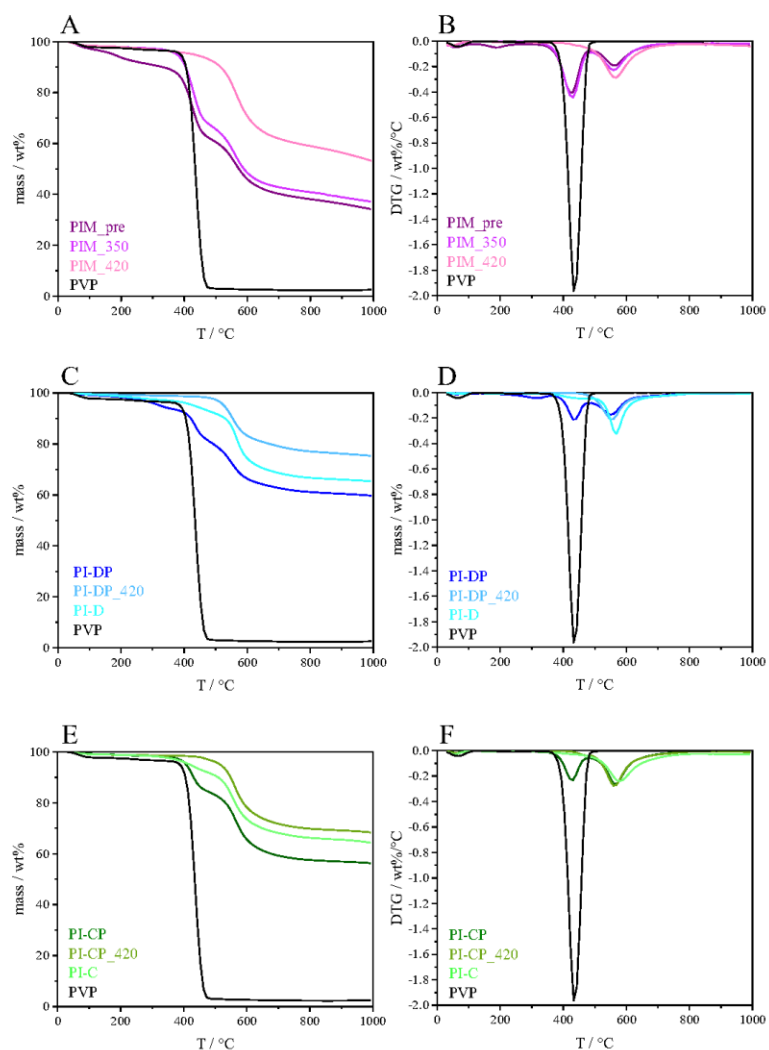 A
100
80
60
40
20
0
mass / wt%
PIM_pre
PIM_350
PIM_420
PVP
0 200 400 600 800 1000
T / °C
B
0.0
-0.2
-0.4
-0.6
-0.8
-1.0
-1.2
-1.4
-1.6
-1.8
-2.0
DTG / wt%/°C
PIM_pre
PIM_350
PIM_420
PVP
0 200 400 600 800 1000
T / °C
C
100
80
60
40
20
0
mass / wt%
PI-DP
PI-DP_420
PI-D
PVP
0 200 400 600 800 1000
T / °C
D
0.0
-0.2
-0.4
-0.6
-0.8
-1.0
-1.2
-1.4
-1.6
-1.8
-2.0
mass / wt%
PI-DP
PI-DP_420
PI-D
PVP
0 200 400 600 800 1000
T / °C
E
100
80
60
40
20
0
mass / wt%
PI-CP
PI-CP_420
PI-C
PVP
0 200 400 600 800 1000
T / °C
F
0.0
-0.2
-0.4
-0.6
-0.8
-1.0
-1.2
-1.4
-1.6
-1.8
-2.0
DTG / wt%/°C
PI-CP
PI-CP_420
PI-C
PVP
0 200 400 600 800 1000
T / °C